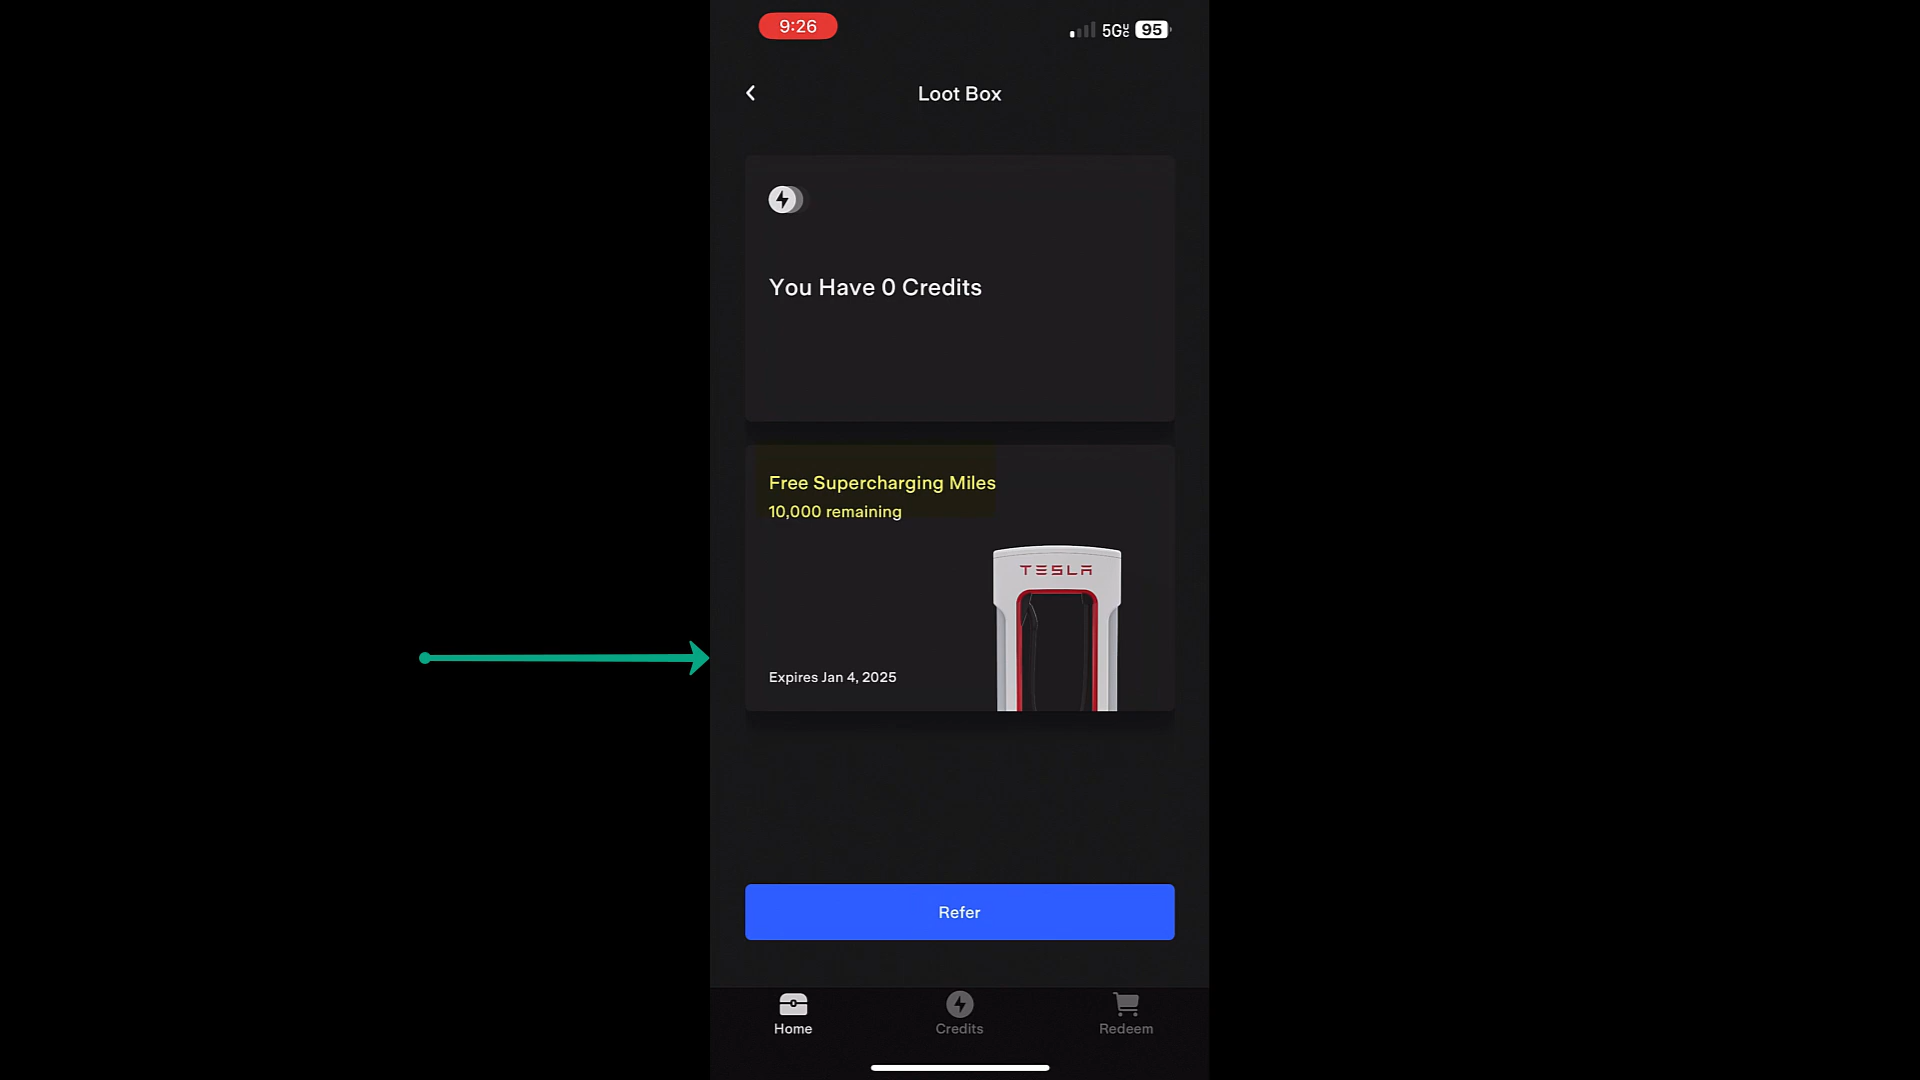 9:26
5GUC 95
Loot Box
You Have 0 Credits
Free Supercharging Miles
10,000 remaining
TESLA
Expires Jan 4, 2025
Refer
Home
Credits
Redeem